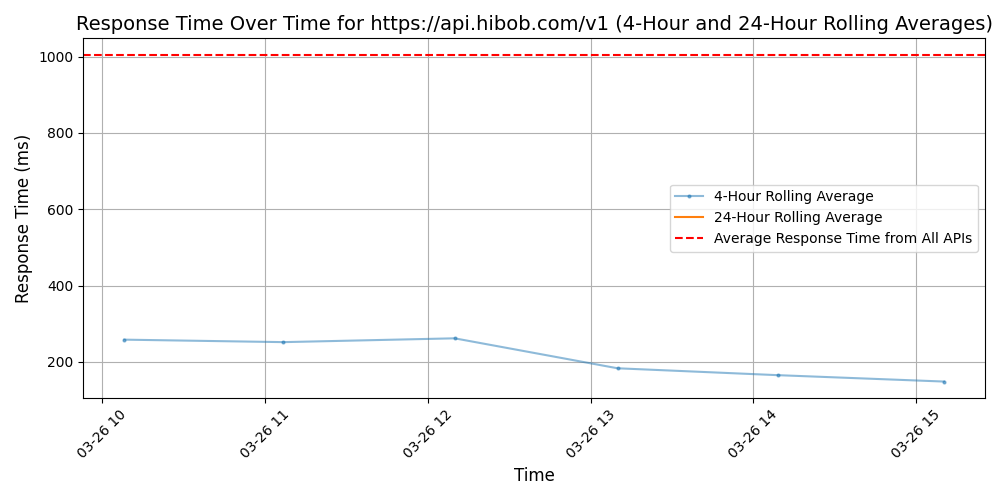 Response Time Over Time for https://api.hibob.com/v1 (4-Hour and 24-Hour Rolling Averages)
Response Time (ms)
1000
800
600
400
200
4-Hour Rolling Average
24-Hour Rolling Average
Average Response Time from All APIs
03-26 10
03-26 11
03-26 12
03-26 13
03-26 14
03-26 15
Time